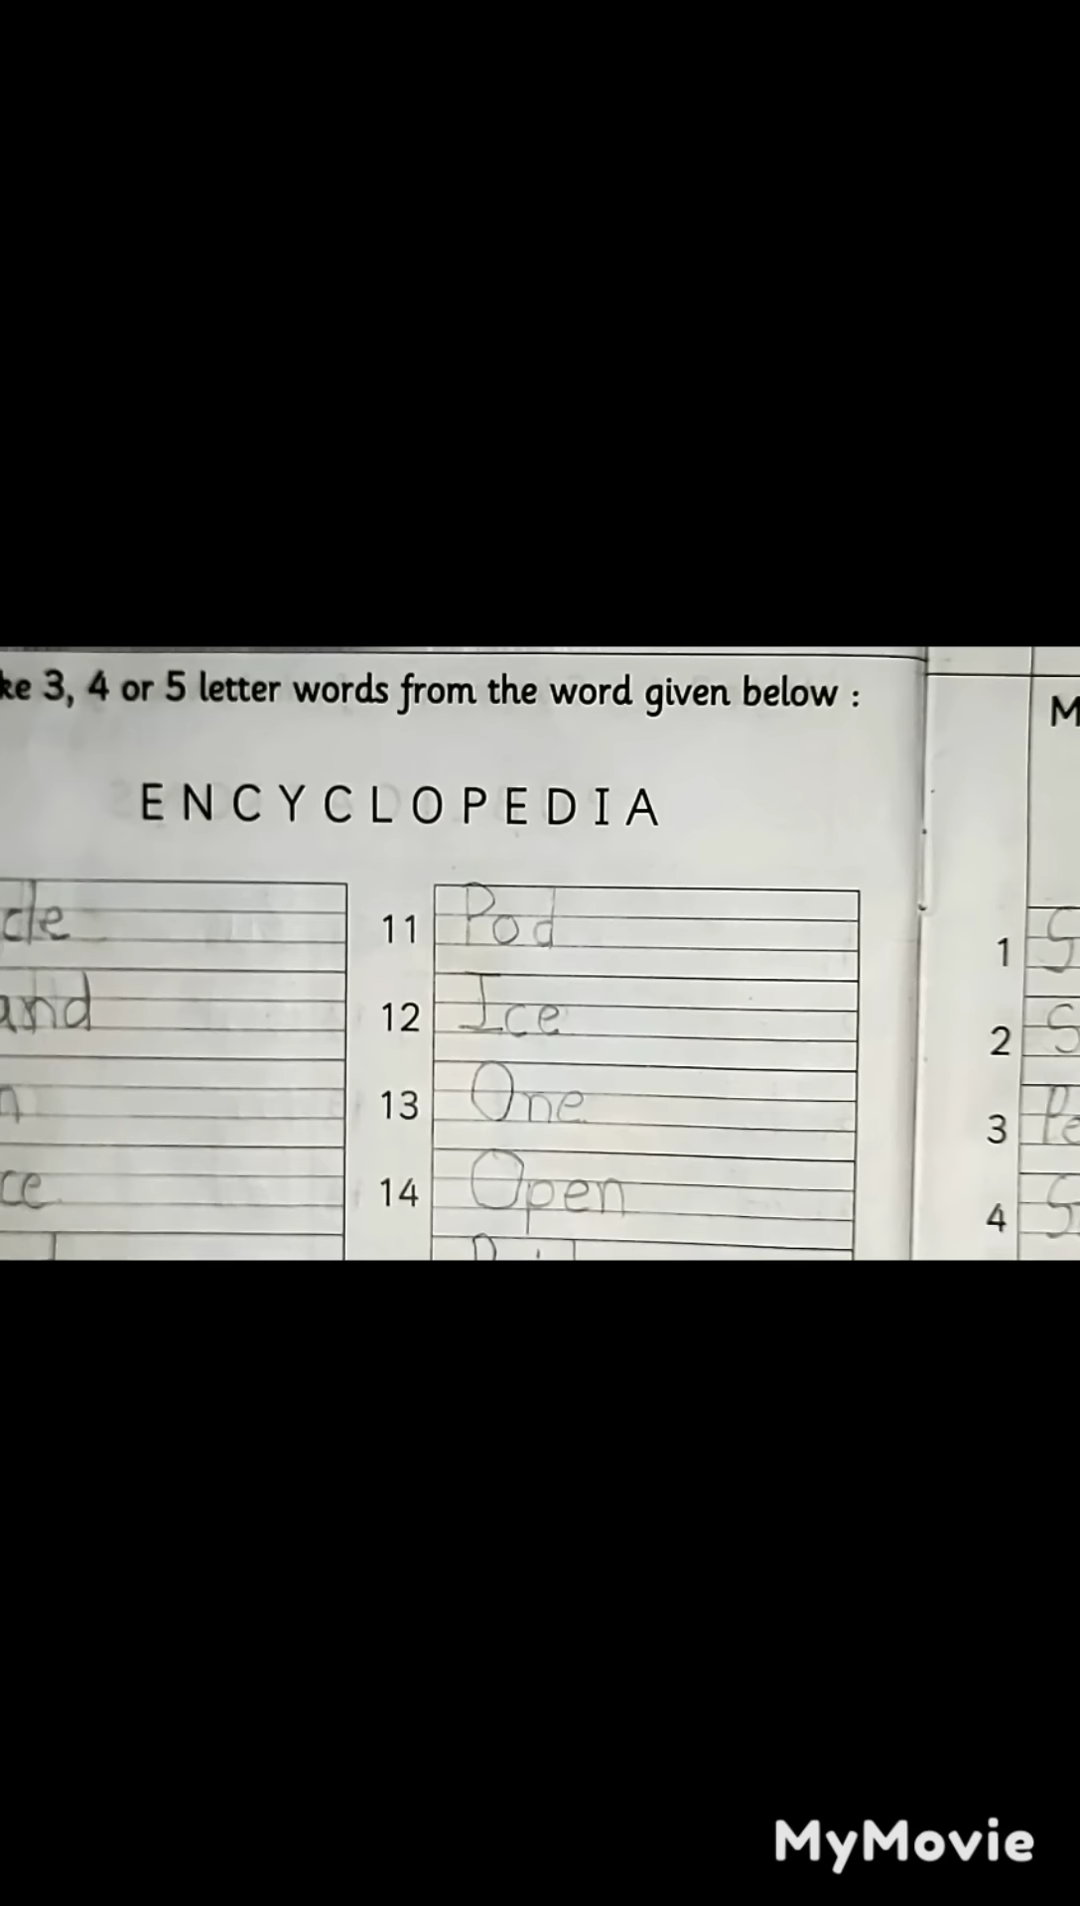 ke 3, 4 or 5 letter words from the word given below :
M
ENCYCLOPEDIA
cle
and
ce
11 Pod
12 Ice
13 One
14 Open
1 S
2 S
3 Pe
4 S
MyMovie